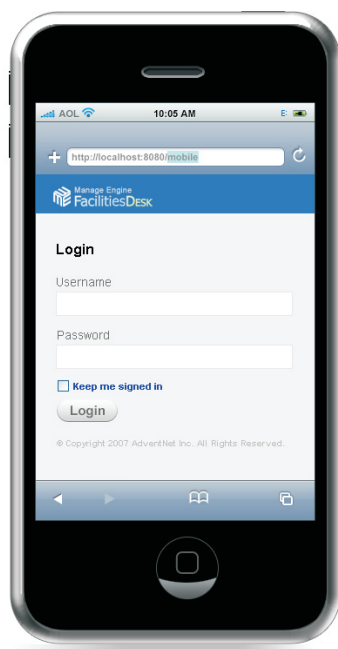 AOL 10:05 AM E:
http://localhost:8080/mobile
Manage Engine
FacilitiesDesk
Login
Username
Password
Keep me signed in
Login
© Copyright 2007 AdventNet Inc. All Rights Reserved.